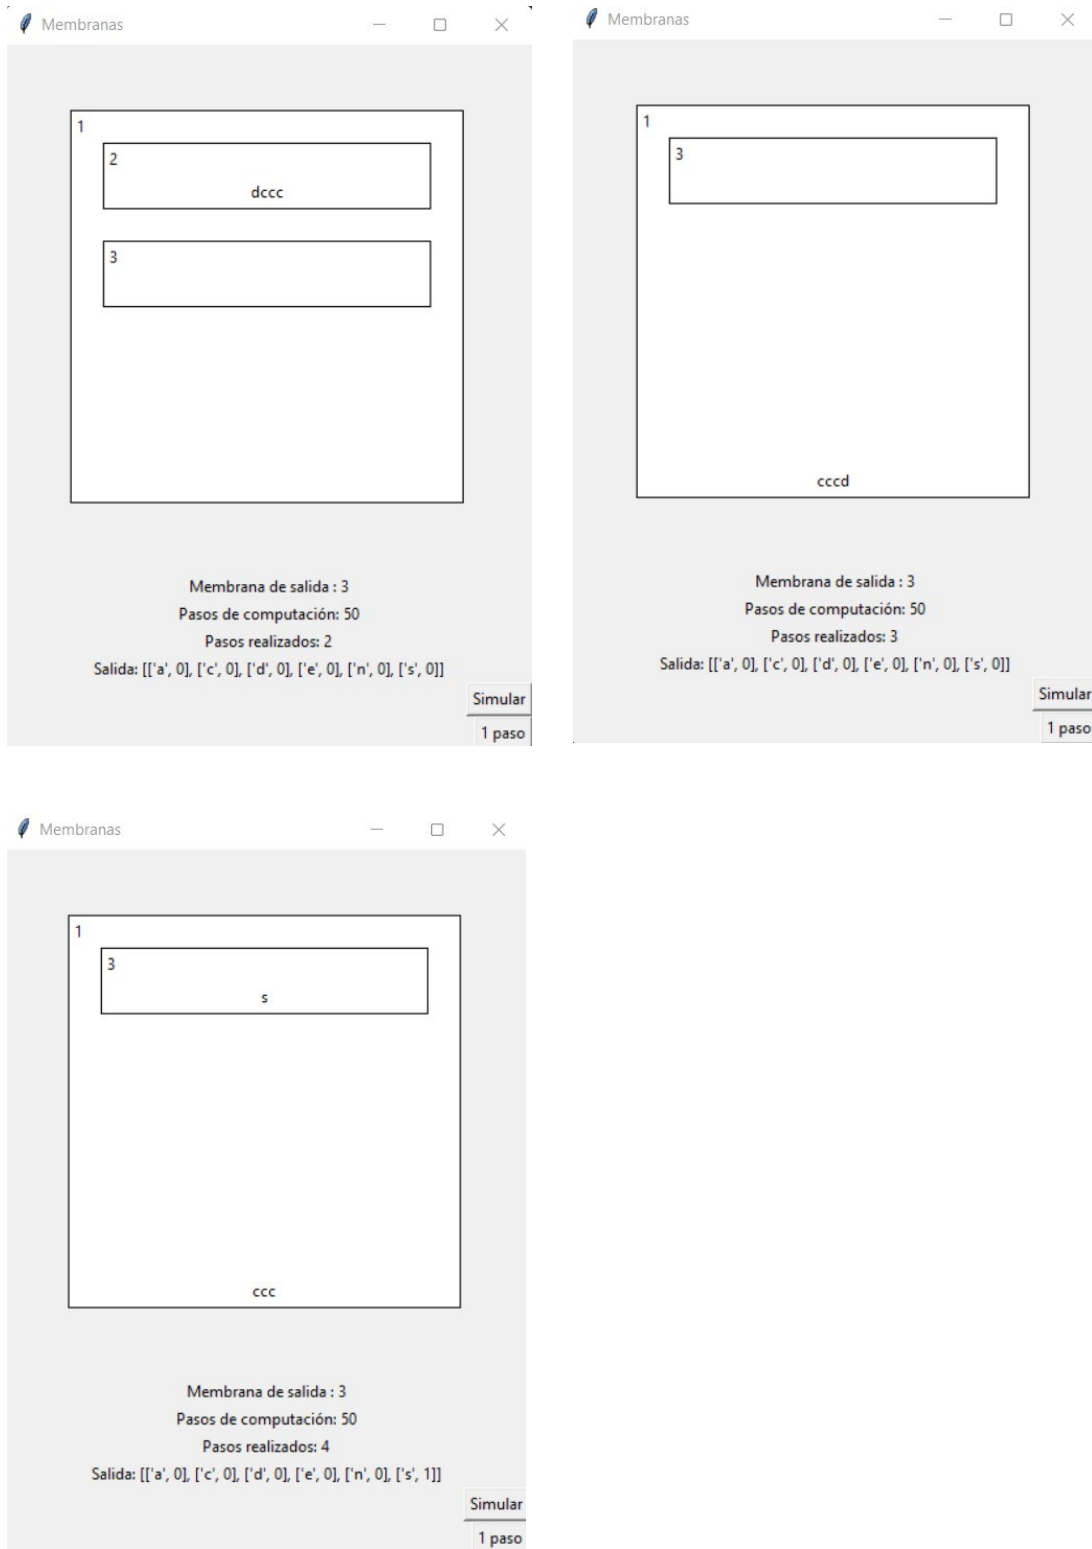 Membranas
1
2
dccc
3
Membrana de salida : 3
Pasos de computación: 50
Pasos realizados: 2
Salida: [['a', 0], ['c', 0], ['d', 0], ['e', 0], ['n', 0], ['s', 0]]
Simular
1 paso
Membranas
1
3
cccd
Membrana de salida : 3
Pasos de computación: 50
Pasos realizados: 3
Salida: [['a', 0], ['c', 0], ['d', 0], ['e', 0], ['n', 0], ['s', 0]]
Simular
1 paso
Membranas
1
3
s
ccc
Membrana de salida : 3
Pasos de computación: 50
Pasos realizados: 4
Salida: [['a', 0], ['c', 0], ['d', 0], ['e', 0], ['n', 0], ['s', 1]]
Simular
1 paso